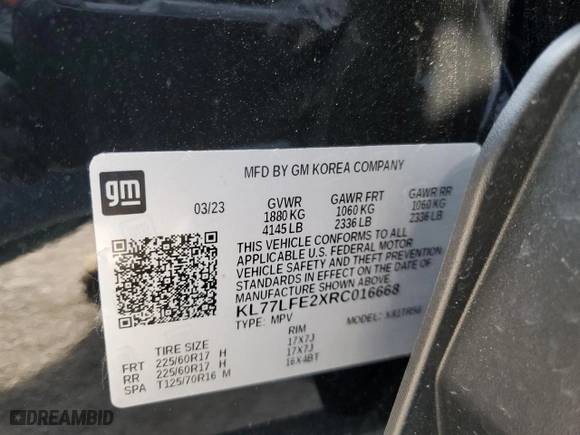 gm
MFD BY GM KOREA COMPANY
03/23
GVWR GAWR FRT GAWR RR
1880 KG 1060 KG 1060 KG
4145 LB 2336 LB 2336 LB
THIS VEHICLE CONFORMS TO ALL
APPLICABLE U.S. FEDERAL MOTOR
VEHICLE SAFETY AND THEFT PREVENTION
STANDARDS IN EFFECT ON THE DATE OF
MANUFACTURE SHOWN ABOVE.
KL77LFE2XRC016668
TYPE: MPV MODEL:
TIRE SIZE RIM
FRT 225/60R17 H 17X7J
RR 225/60R17 H 17X7J
SPA T125/70R16 M 16X4BT
DREAMBID